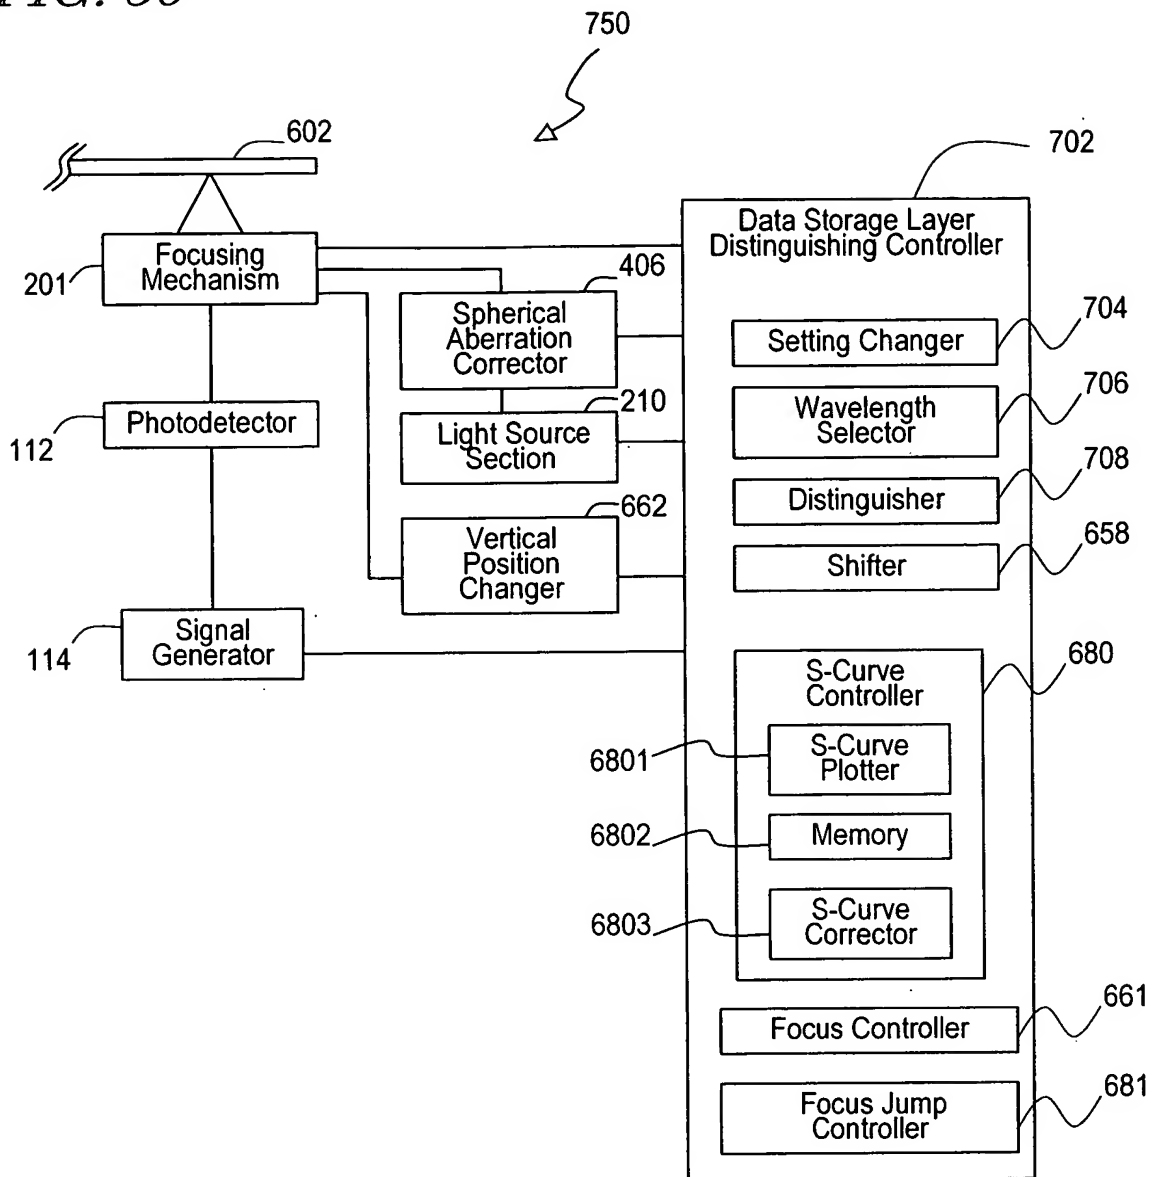 750
602
702
Data Storage Layer
Distinguishing Controller
Focusing
Mechanism
201
406
Spherical
Aberration
Corrector
704
Setting Changer
706
Wavelength
Selector
210
Light Source
Section
Photodetector
112
708
Distinguisher
662
Vertical
Position
Changer
658
Shifter
Signal
Generator
114
680
S-Curve
Controller
6801
S-Curve
Plotter
6802
Memory
6803
S-Curve
Corrector
661
Focus Controller
681
Focus Jump
Controller